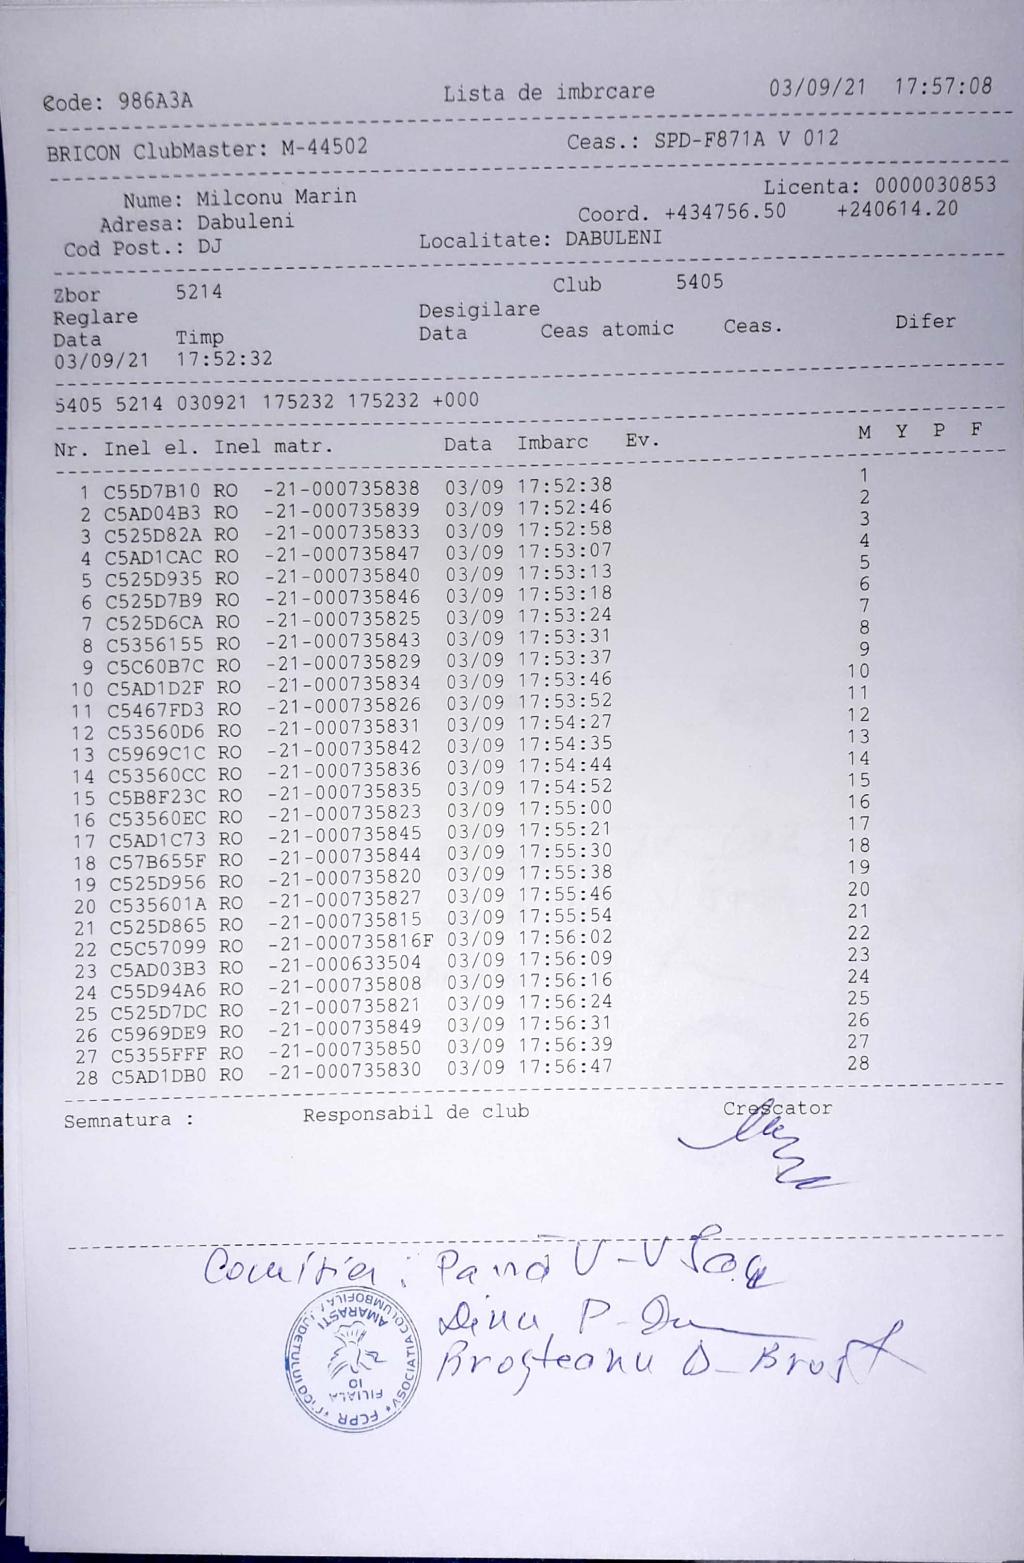 Code: 986A3A Lista de imbrcare 03/09/21 17:57:08
BRICON ClubMaster: M-44502 Ceas.: SPD-F871A V 012
Nume: Milconu Marin Licenta: 0000030853
Adresa: Dabuleni Coord. +434756.50 +240614.20
Cod Post.: DJ Localitate: DABULENI
Zbor 5214 Club 5405
Reglare Desigilare
Data Timp Data Ceas atomic Ceas. Difer
03/09/21 17:52:32
5405 5214 030921 175232 175232 +000
Nr. Inel el. Inel matr. Data Imbarc Ev. M Y P F
1 C55D7B10 RO -21-000735838 03/09 17:52:38 1
2 C5AD04B3 RO -21-000735839 03/09 17:52:46 2
3 C525D82A RO -21-000735833 03/09 17:52:58 3
4 C5AD1CAC RO -21-000735847 03/09 17:53:07 4
5 C525D935 RO -21-000735840 03/09 17:53:13 5
6 C525D7B9 RO -21-000735846 03/09 17:53:18 6
7 C525D6CA RO -21-000735825 03/09 17:53:24 7
8 C5356155 RO -21-000735843 03/09 17:53:31 8
9 C5C60B7C RO -21-000735829 03/09 17:53:37 9
10 C5AD1D2F RO -21-000735834 03/09 17:53:46 10
11 C5467FD3 RO -21-000735826 03/09 17:53:52 11
12 C53560D6 RO -21-000735831 03/09 17:54:27 12
13 C5969C1C RO -21-000735842 03/09 17:54:35 13
14 C53560CC RO -21-000735836 03/09 17:54:44 14
15 C5B8F23C RO -21-000735835 03/09 17:54:52 15
16 C53560EC RO -21-000735823 03/09 17:55:00 16
17 C5AD1C73 RO -21-000735845 03/09 17:55:21 17
18 C57B655F RO -21-000735844 03/09 17:55:30 18
19 C525D956 RO -21-000735820 03/09 17:55:38 19
20 C535601A RO -21-000735827 03/09 17:55:46 20
21 C525D865 RO -21-000735815 03/09 17:55:54 21
22 C5C57099 RO -21-000735816F 03/09 17:56:02 22
23 C5AD03B3 RO -21-000633504 03/09 17:56:09 23
24 C55D94A6 RO -21-000735808 03/09 17:56:16 24
25 C525D7DC RO -21-000735821 03/09 17:56:24 25
26 C5969DE9 RO -21-000735849 03/09 17:56:31 26
27 C5355FFF RO -21-000735850 03/09 17:56:39 27
28 C5AD1DB0 RO -21-000735830 03/09 17:56:47 28
Semnatura : Responsabil de club Crescator
Comisia: Pană V-V
Dinu P-
Broșteanu D-
FCPR * ASOCIATIA COLUMBOFILA A JUDETULUI DOLJ *
AMARASTI
FILIALA
10